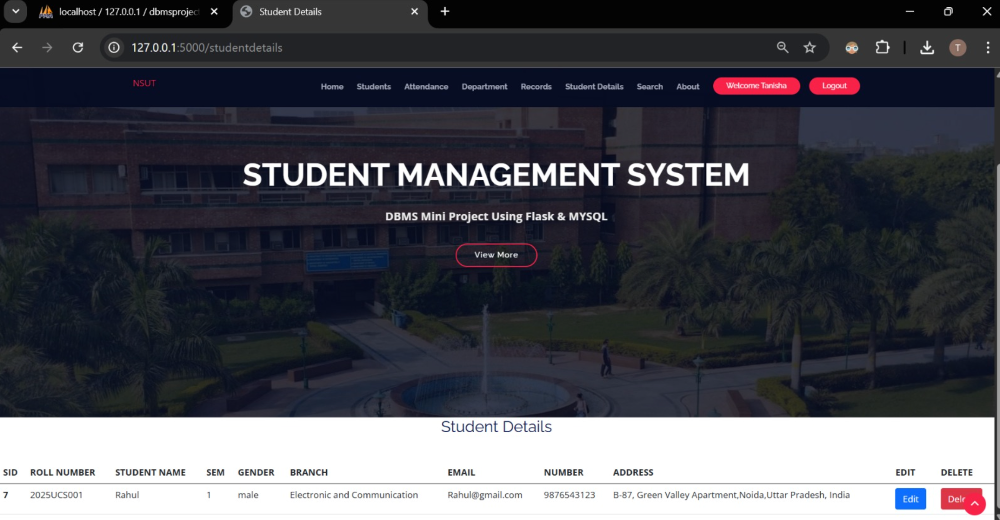 localhost / 127.0.0.1 / dbmsproject
Student Details
127.0.0.1:5000/studentdetails
T
NSUT
Home Students Attendance Department Records Student Details Search About Welcome Tanisha Logout
STUDENT MANAGEMENT SYSTEM
DBMS Mini Project Using Flask & MYSQL
View More
Student Details
SID ROLL NUMBER STUDENT NAME SEM GENDER BRANCH EMAIL NUMBER ADDRESS EDIT DELETE
7 2025UCS001 Rahul 1 male Electronic and Communication Rahul@gmail.com 9876543123 B-87, Green Valley Apartment,Noida,Uttar Pradesh, India Edit Dele